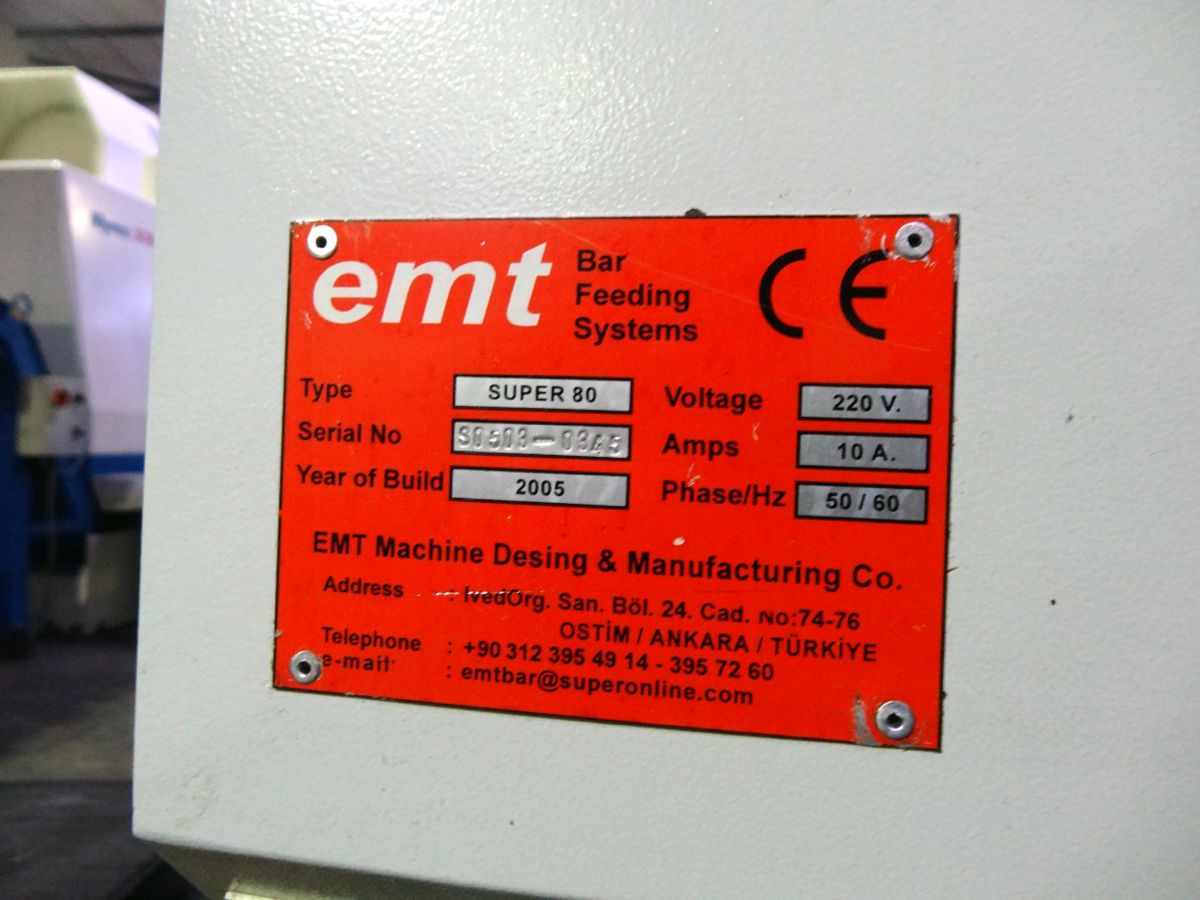 emt
Bar
Feeding
Systems
CE
Type SUPER 80
Serial No S0503-03A5
Year of Build 2005
Voltage 220 V.
Amps 10 A.
Phase/Hz 50 / 60
EMT Machine Desing & Manufacturing Co.
Address : IvedOrg. San. Böl. 24. Cad. No:74-76
OSTİM / ANKARA / TÜRKİYE
Telephone : +90 312 395 49 14 - 395 72 60
e-mail : emtbar@superonline.com